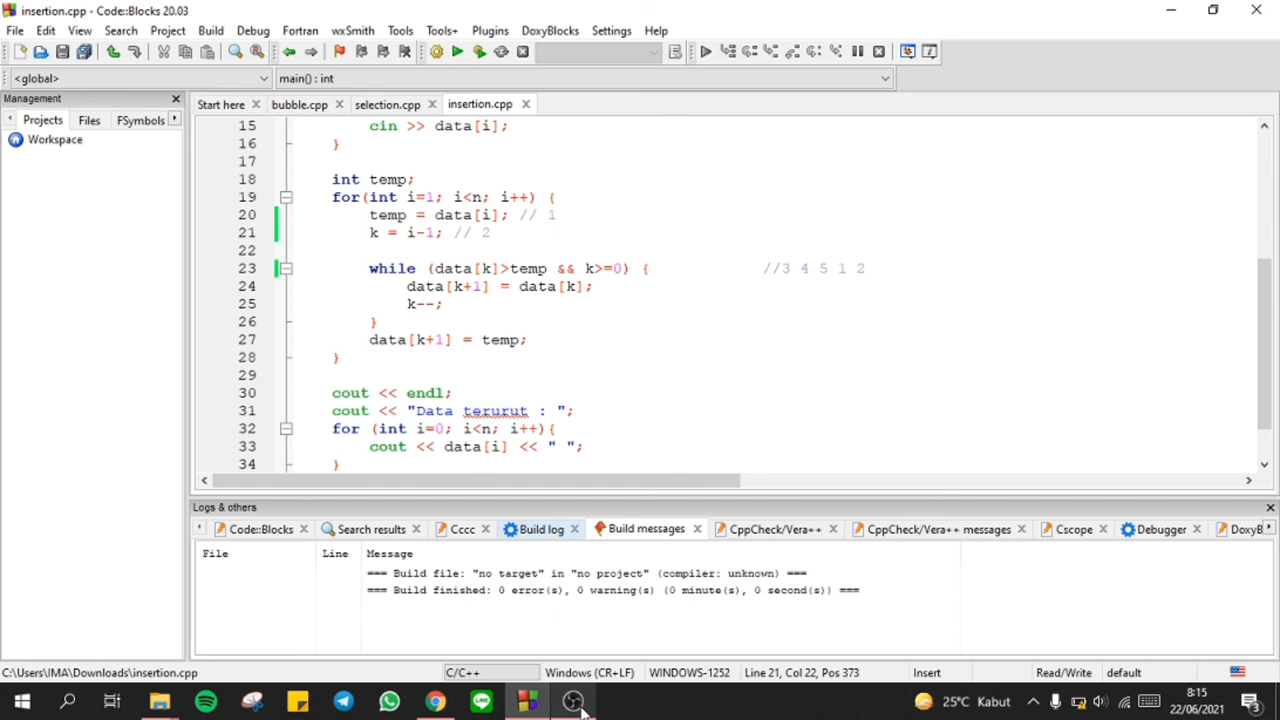 insertion.cpp - Code::Blocks 20.03
File Edit View Search Project Build Debug Fortran wxSmith Tools Tools+ Plugins DoxyBlocks Settings Help
<global> main() : int
Management
Start here bubble.cpp selection.cpp insertion.cpp
Projects Files FSymbols
Workspace
15 cin >> data[i];
16 }
17
18 int temp;
19 for(int i=1; i<n; i++) {
20 temp = data[i]; // 1
21 k = i-1; // 2
22
23 while (data[k]>temp && k>=0) { //3 4 5 1 2
24 data[k+1] = data[k];
25 k--;
26 }
27 data[k+1] = temp;
28 }
29
30 cout << endl;
31 cout << "Data terurut : ";
32 for (int i=0; i<n; i++){
33 cout << data[i] << " ";
34 }
Logs & others
Code::Blocks Search results Cccc Build log Build messages CppCheck/Vera++ CppCheck/Vera++ messages Cscope Debugger DoxyB
File Line Message
=== Build file: "no target" in "no project" (compiler: unknown) ===
=== Build finished: 0 error(s), 0 warning(s) (0 minute(s), 0 second(s)) ===
C:\Users\IMA\Downloads\insertion.cpp C/C++ Windows (CR+LF) WINDOWS-1252 Line 21, Col 22, Pos 373 Insert Read/Write default
25°C Kabut 8:15
22/06/2021 3